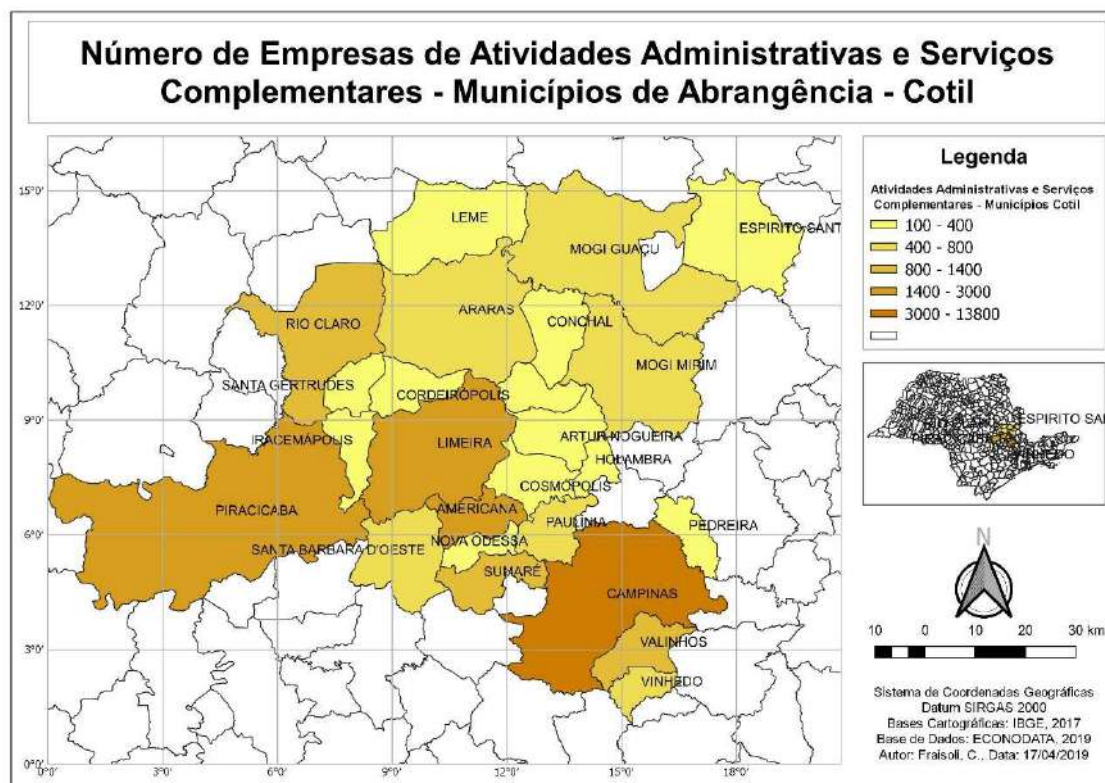 Número de Empresas de Atividades Administrativas e Serviços
Complementares - Municípios de Abrangência - Cotil
15°0'
12°0'
9°0'
6°0'
3°0'
0°0'
0°0'
3°0'
6°0'
9°0'
12°0'
15°0'
18°0'
LEME
ESPIRITO SANT
MOGI GUAÇU
ARARAS
CONCHAL
RIO CLARO
MOGI MIRIM
SANTA GERTRUDES
CORDEIRÓPOLIS
IRACEMÁPOLIS
LIMEIRA
ARTUR NOGUEIRA
HOLAMBRA
COSMÓPOLIS
PIRACICABA
AMERICANA
PAULÍNIA
PEDREIRA
NOVA ODESSA
SANTA BARBARA D'OESTE
SUMARÉ
CAMPINAS
VALINHOS
VINHEDO
Legenda
Atividades Administrativas e Serviços
Complementares - Municípios Cotil
100 - 400
400 - 800
800 - 1400
1400 - 3000
3000 - 13800
ESPIRITO SAN
VINHEDO
N
10 0 10 20 30 km
Sistema de Coordenadas Geográficas
Datum SIRGAS 2000
Bases Cartográficas: IBGE, 2017
Base de Dados: ECONODATA, 2019
Autor: Fraisoli, C., Data: 17/04/2019